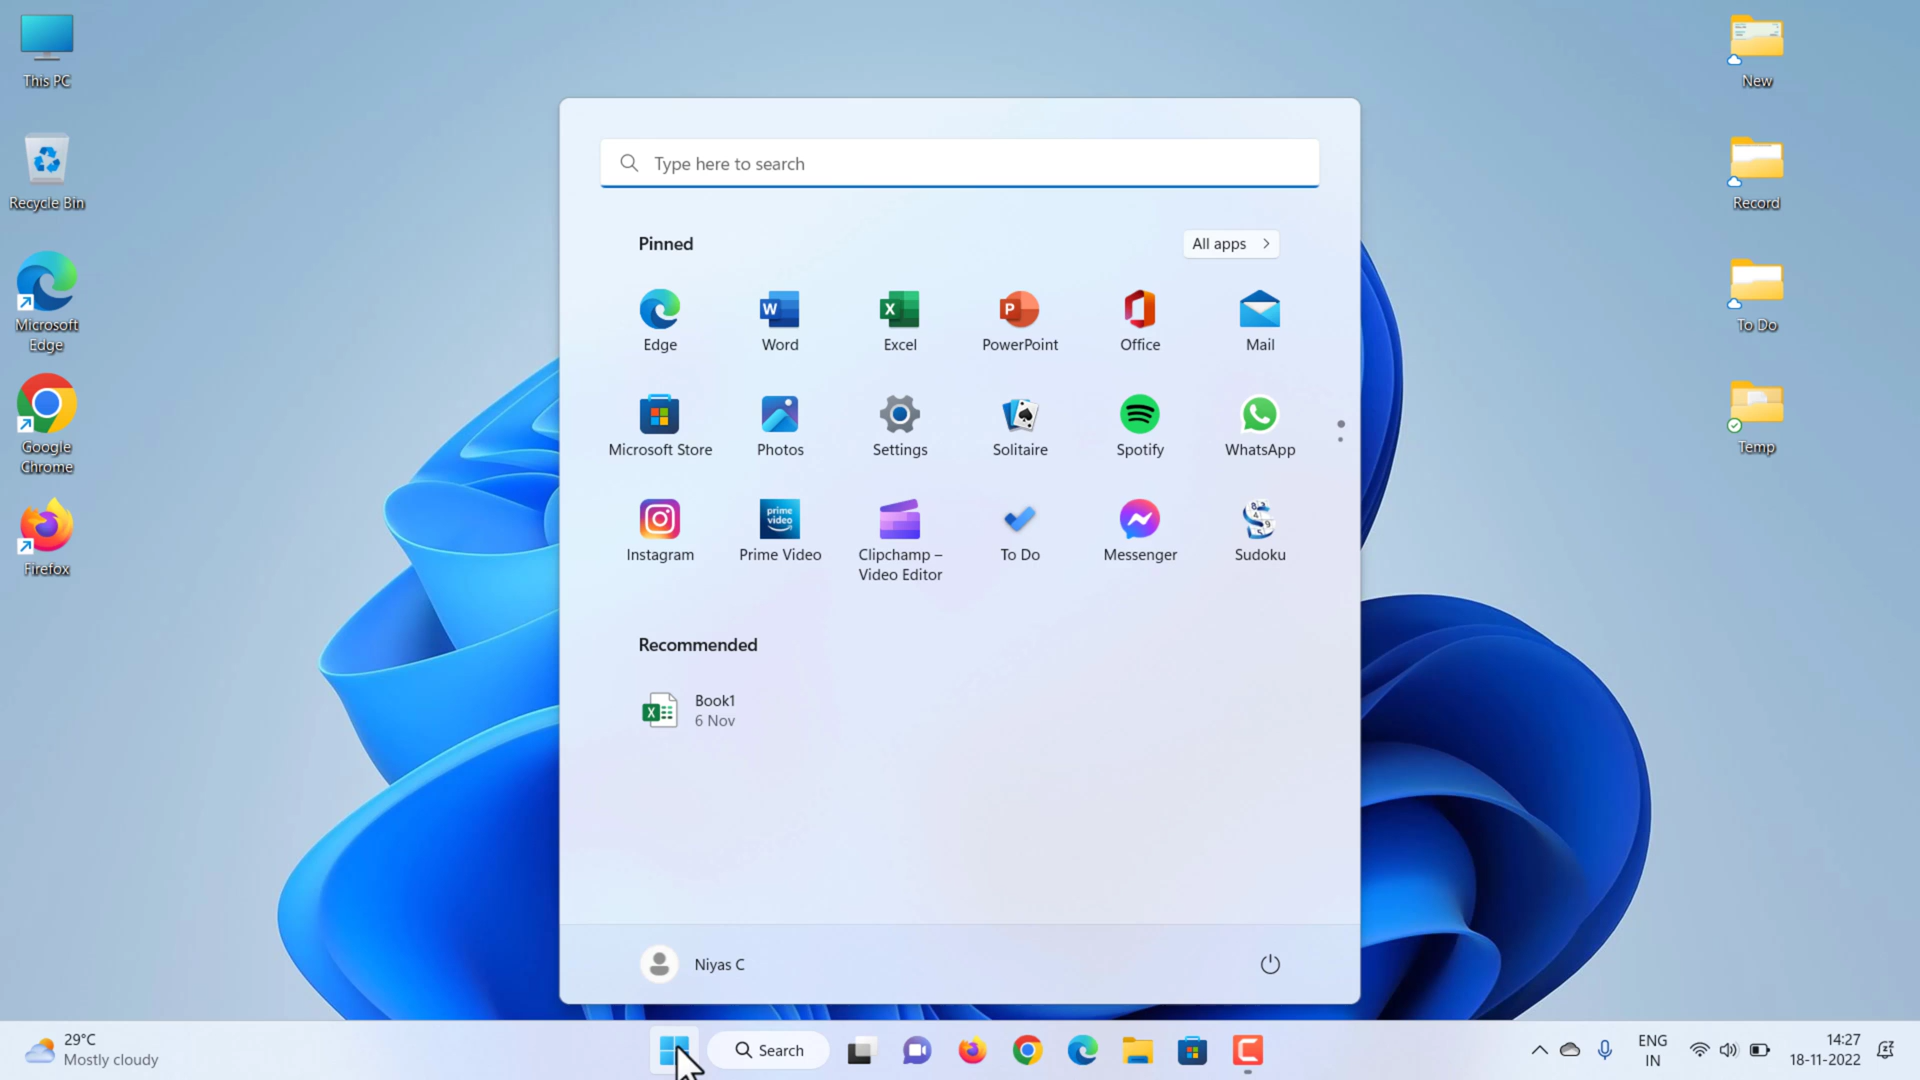 This PC
Recycle Bin
Microsoft
Edge
Google
Chrome
Firefox
New
Record
To Do
Temp
Type here to search
Pinned
All apps
Edge
Word
Excel
PowerPoint
Office
Mail
Microsoft Store
Photos
Settings
Solitaire
Spotify
WhatsApp
Instagram
prime
video
Prime Video
Clipchamp –
Video Editor
To Do
Messenger
Sudoku
Recommended
Book1
6 Nov
Niyas C
29°C
Mostly cloudy
Search
ENG
IN
14:27
18-11-2022